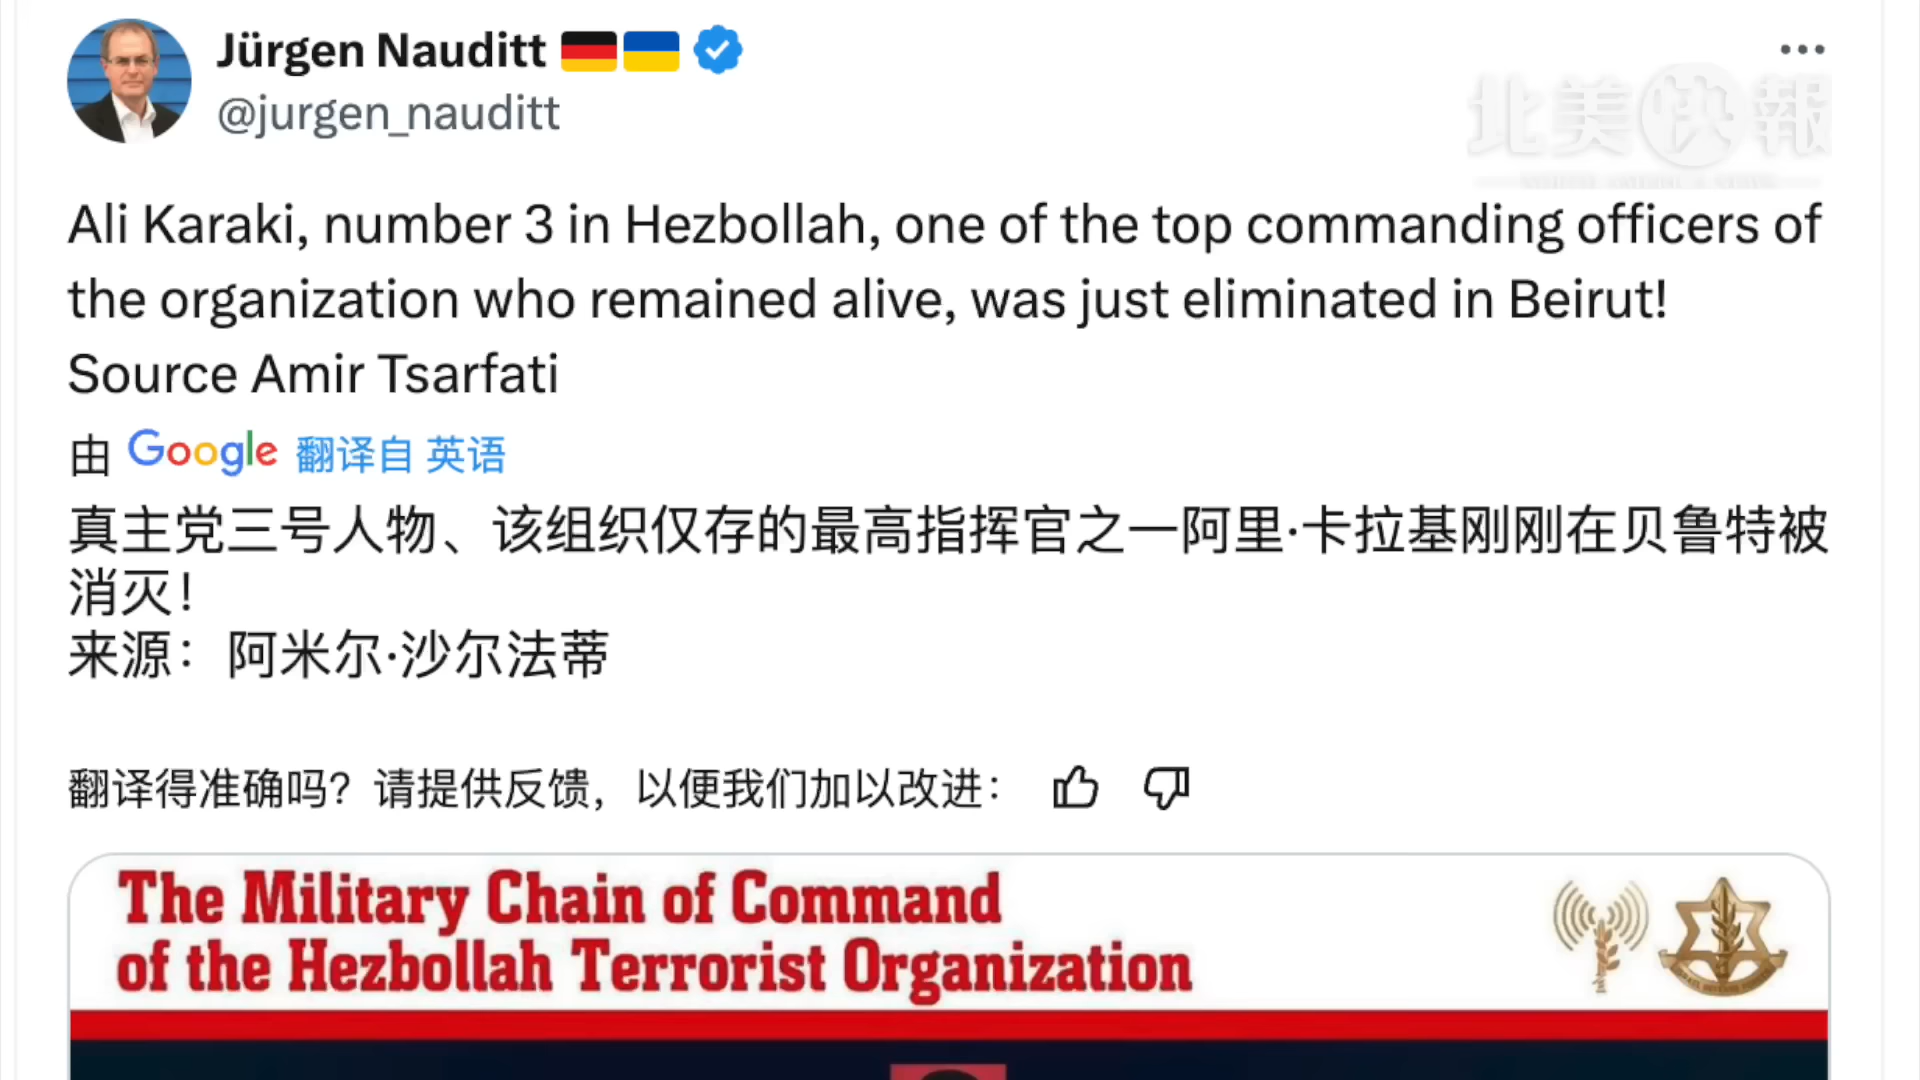 Jürgen Nauditt
@jurgen_nauditt
北美快報
Ali Karaki, number 3 in Hezbollah, one of the top commanding officers of
the organization who remained alive, was just eliminated in Beirut!
Source Amir Tsarfati
由 Google 翻译自 英语
真主党三号人物、该组织仅存的最高指挥官之一阿里·卡拉基刚刚在贝鲁特被
消灭！
来源：阿米尔·沙尔法蒂
翻译得准确吗？请提供反馈，以便我们加以改进：
The Military Chain of Command
of the Hezbollah Terrorist Organization